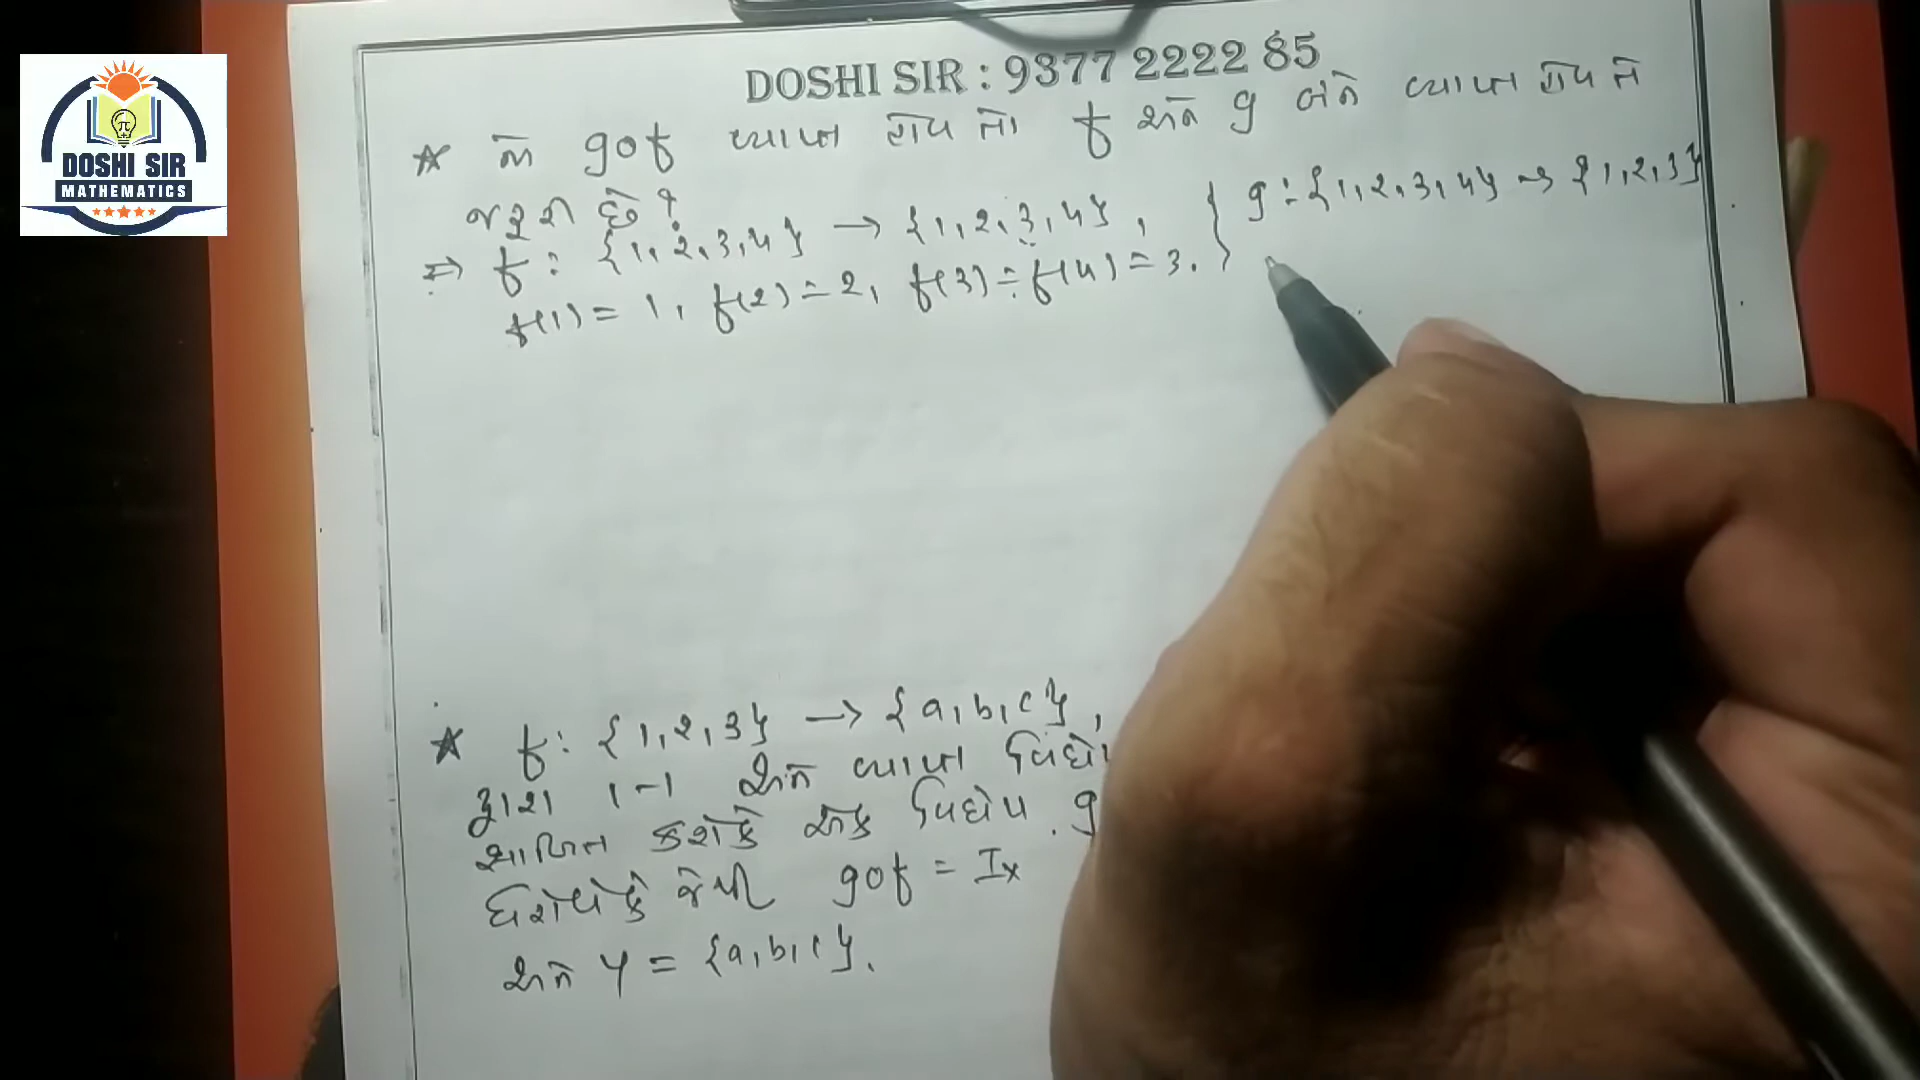 DOSHI SIR
MATHEMATICS
DOSHI SIR : 9377 2222 85
* જો gof વ્યાપ્ત હોય તો f અને g બંને વ્યાપ્ત હોય તે
જરૂરી છે?
⇒ f : {1, 2, 3, 4} → {1, 2, 3, 4},
f(1) = 1, f(2) = 2, f(3) = f(4) = 3.
g : {1, 2, 3, 4} → {1, 2, 3}
* f : {1, 2, 3} → {a, b, c},
દ્વારા 1-1 અને વ્યાપ્ત વિધેય
સાબિત કરો કે એક વિધેય g
gof = Ix
અને Y = {a, b, c}.